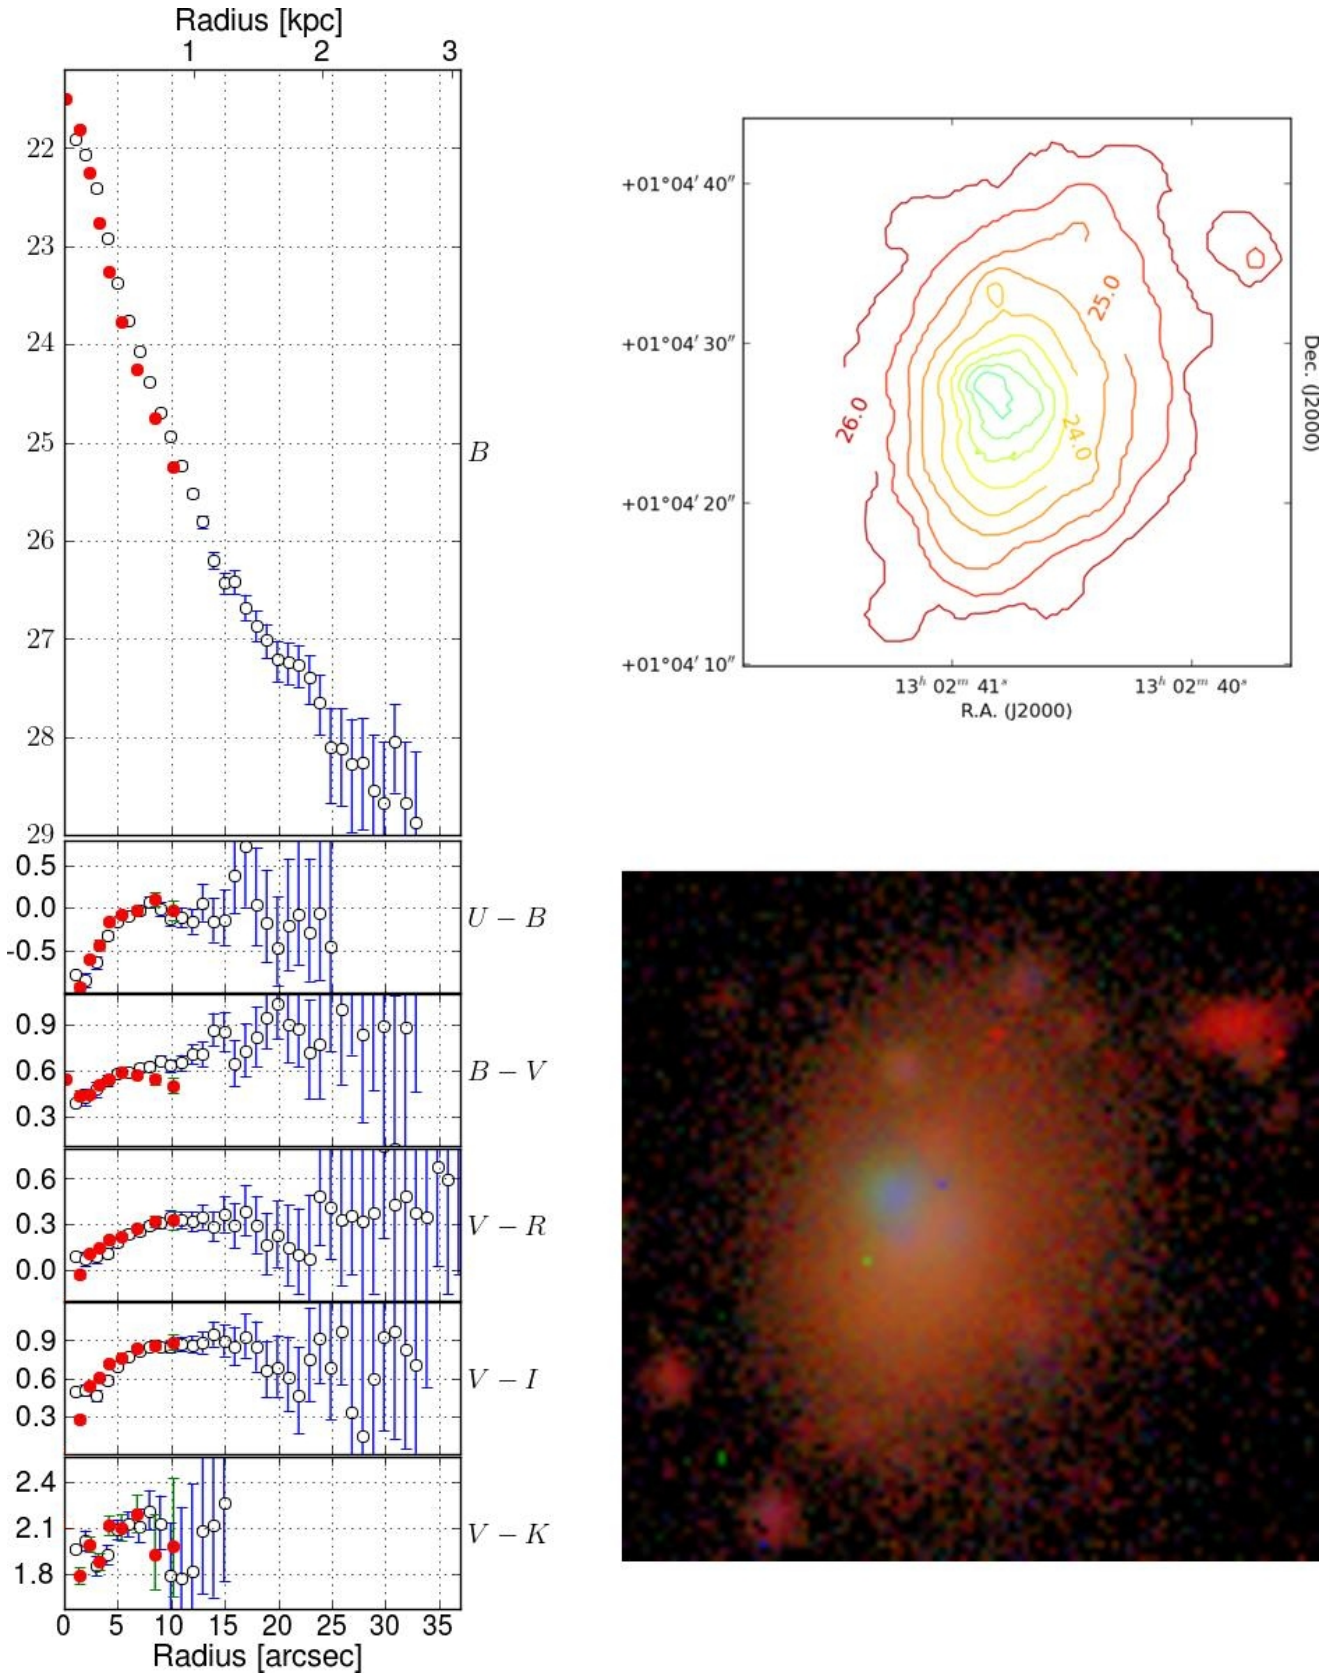 Radius [kpc]
1 2 3
22
23
24
25
26
27
28
29
B
0.5
0.0
-0.5
U − B
0.9
0.6
0.3
B − V
0.6
0.3
0.0
V − R
0.9
0.6
0.3
V − I
2.4
2.1
1.8
V − K
0 5 10 15 20 25 30 35
Radius [arcsec]
+01°04′ 40″
+01°04′ 30″
+01°04′ 20″
+01°04′ 10″
25.0
26.0
24.0
Dec. (J2000)
13ʰ 02ᵐ 41ˢ 13ʰ 02ᵐ 40ˢ
R.A. (J2000)